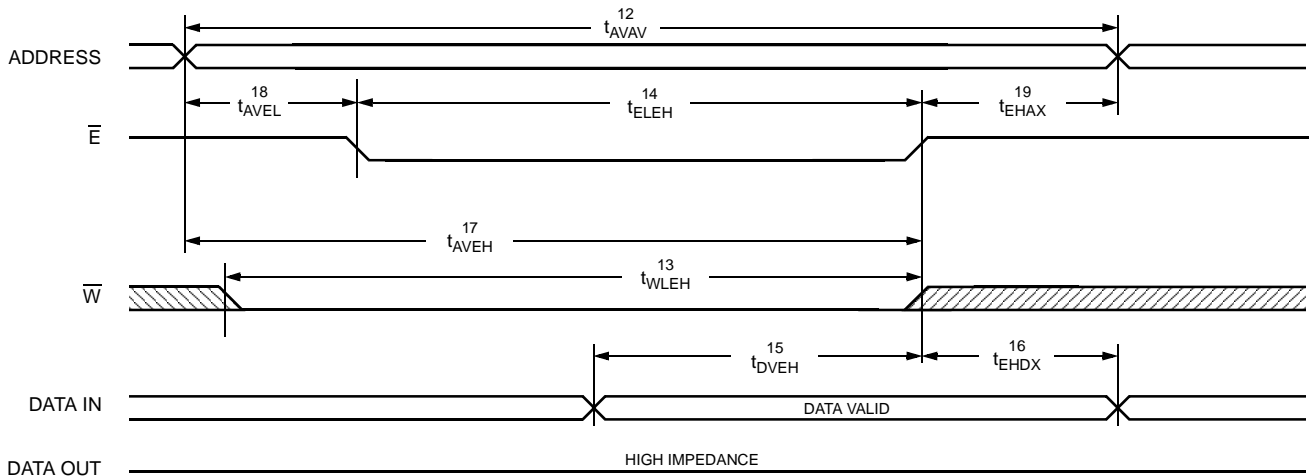 12
tAVAV
ADDRESS
18
tAVEL
14
tELEH
19
tEHAX
E̅
17
tAVEH
13
tWLEH
W̅
15
tDVEH
16
tEHDX
DATA IN
DATA VALID
DATA OUT
HIGH IMPEDANCE